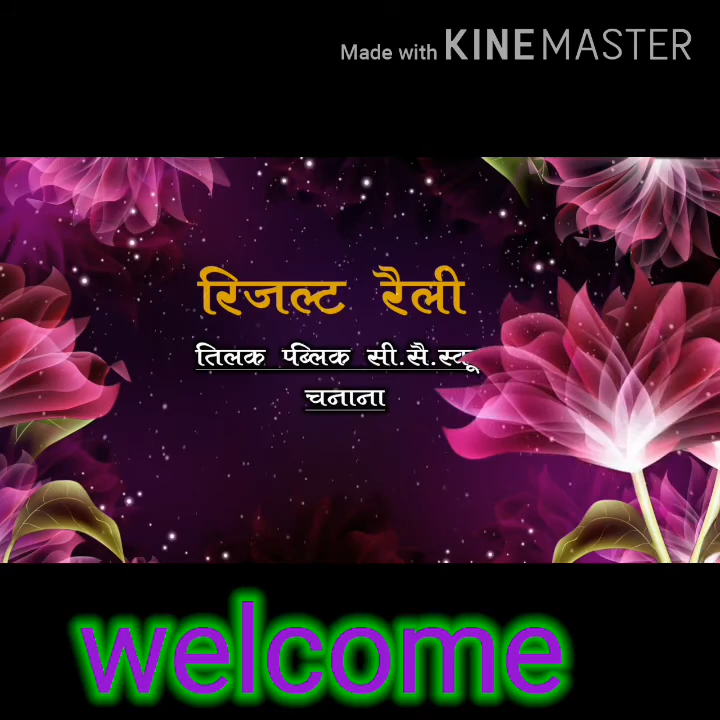 Made with KINEMASTER
रिजल्ट रैली
तिलक पब्लिक सी.सै.स्कू
चनाना
welcome